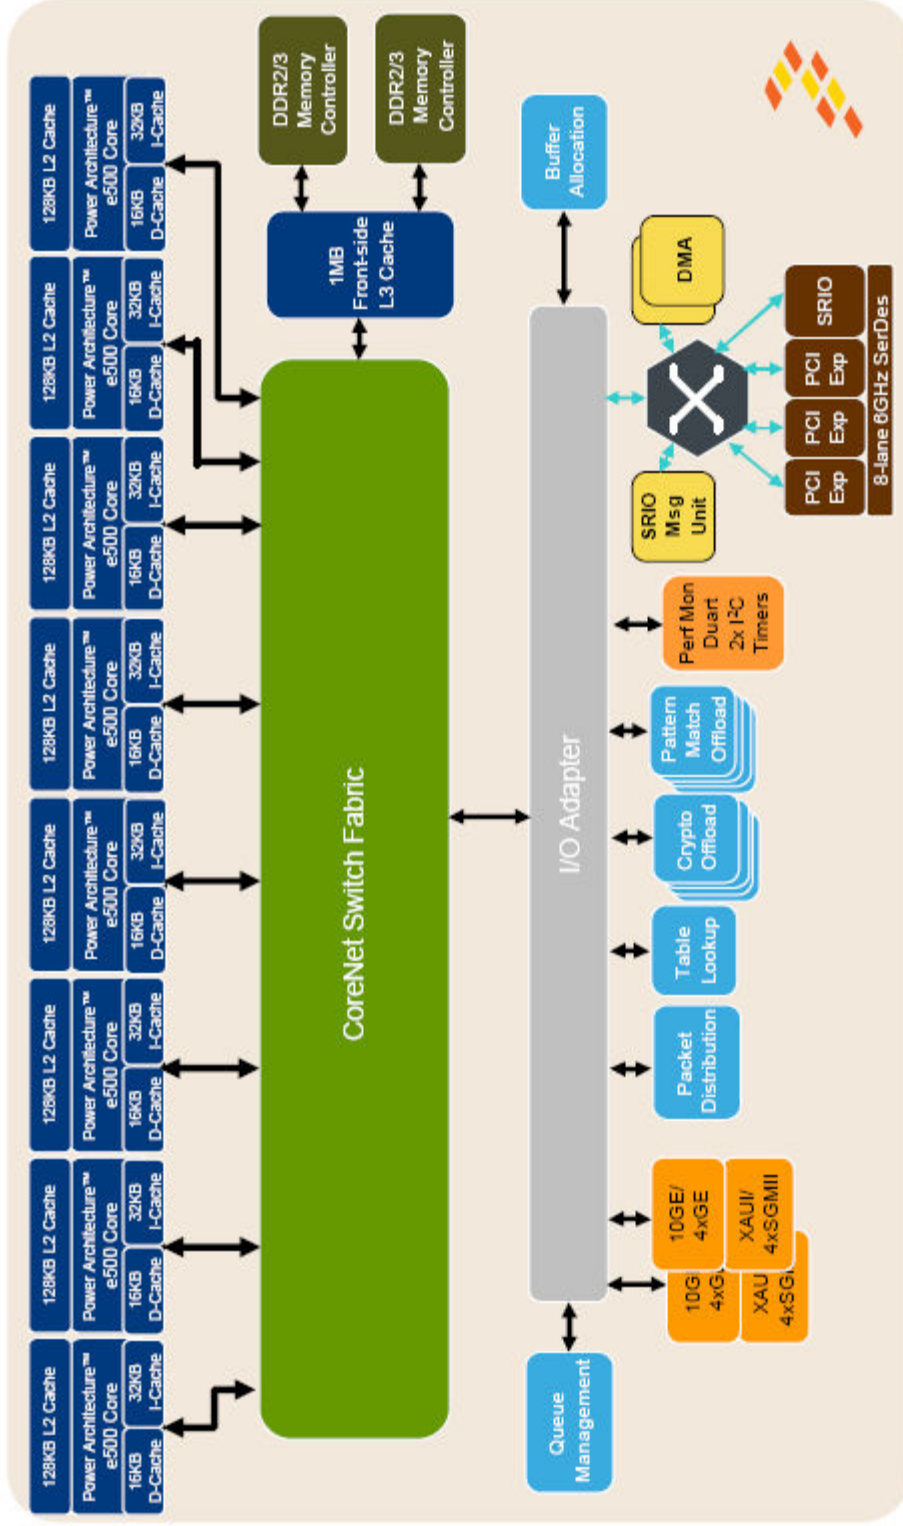 128KB L2 Cache
Power Architecture™
e500 Core
16KB
D-Cache
32KB
I-Cache
128KB L2 Cache
Power Architecture™
e500 Core
16KB
D-Cache
32KB
I-Cache
128KB L2 Cache
Power Architecture™
e500 Core
16KB
D-Cache
32KB
I-Cache
128KB L2 Cache
Power Architecture™
e500 Core
16KB
D-Cache
32KB
I-Cache
128KB L2 Cache
Power Architecture™
e500 Core
16KB
D-Cache
32KB
I-Cache
128KB L2 Cache
Power Architecture™
e500 Core
16KB
D-Cache
32KB
I-Cache
128KB L2 Cache
Power Architecture™
e500 Core
16KB
D-Cache
32KB
I-Cache
128KB L2 Cache
Power Architecture™
e500 Core
16KB
D-Cache
32KB
I-Cache
CoreNet Switch Fabric
1MB
Front-side
L3 Cache
DDR2/3
Memory
Controller
DDR2/3
Memory
Controller
Queue
Management
I/O Adapter
Buffer
Allocation
10GE/
4xGE
XAUI/
4xSGMII
Packet
Distribution
Table
Lookup
Crypto
Offload
Pattern
Match
Offload
Perf Mon
Duart
2x I²C
Timers
SRIO
Msg
Unit
DMA
PCI
Exp
PCI
Exp
PCI
Exp
SRIO
8-lane 6GHz SerDes